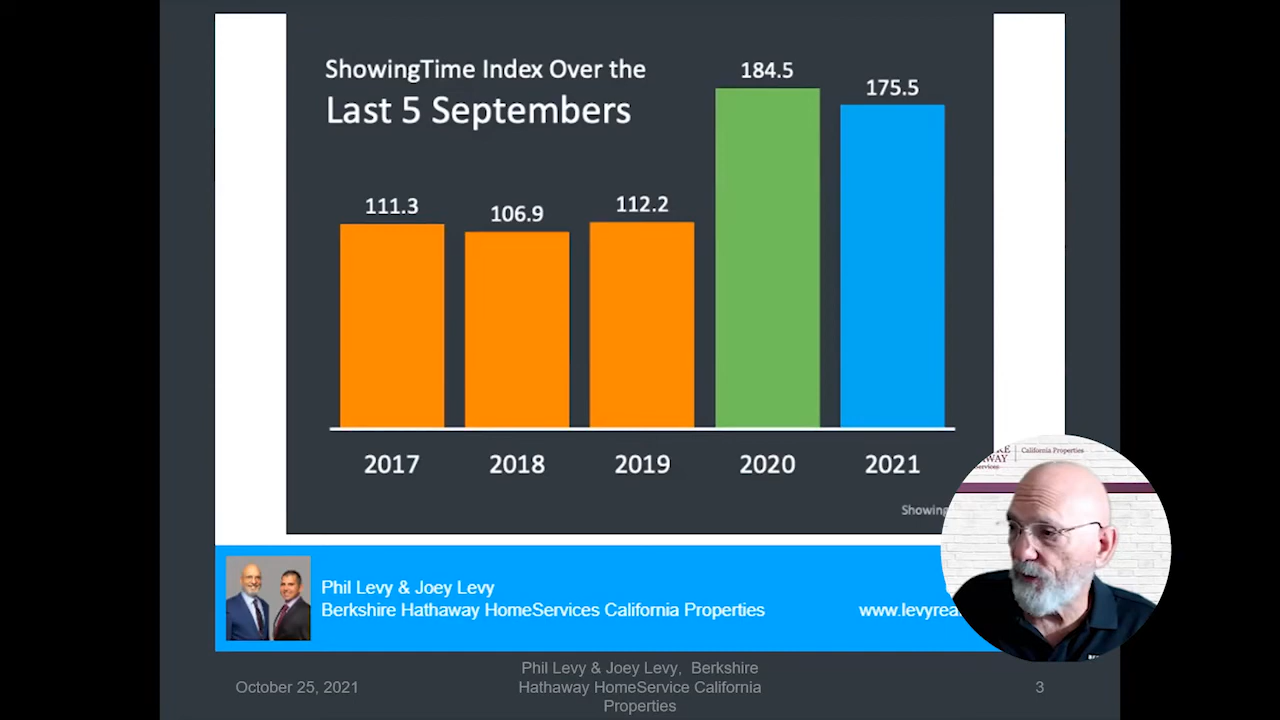 ShowingTime Index Over the
Last 5 Septembers
111.3
106.9
112.2
184.5
175.5
2017
2018
2019
2020
2021
California Properties
Phil Levy & Joey Levy
Berkshire Hathaway HomeServices California Properties
October 25, 2021
Phil Levy & Joey Levy, Berkshire
Hathaway HomeService California
Properties
3